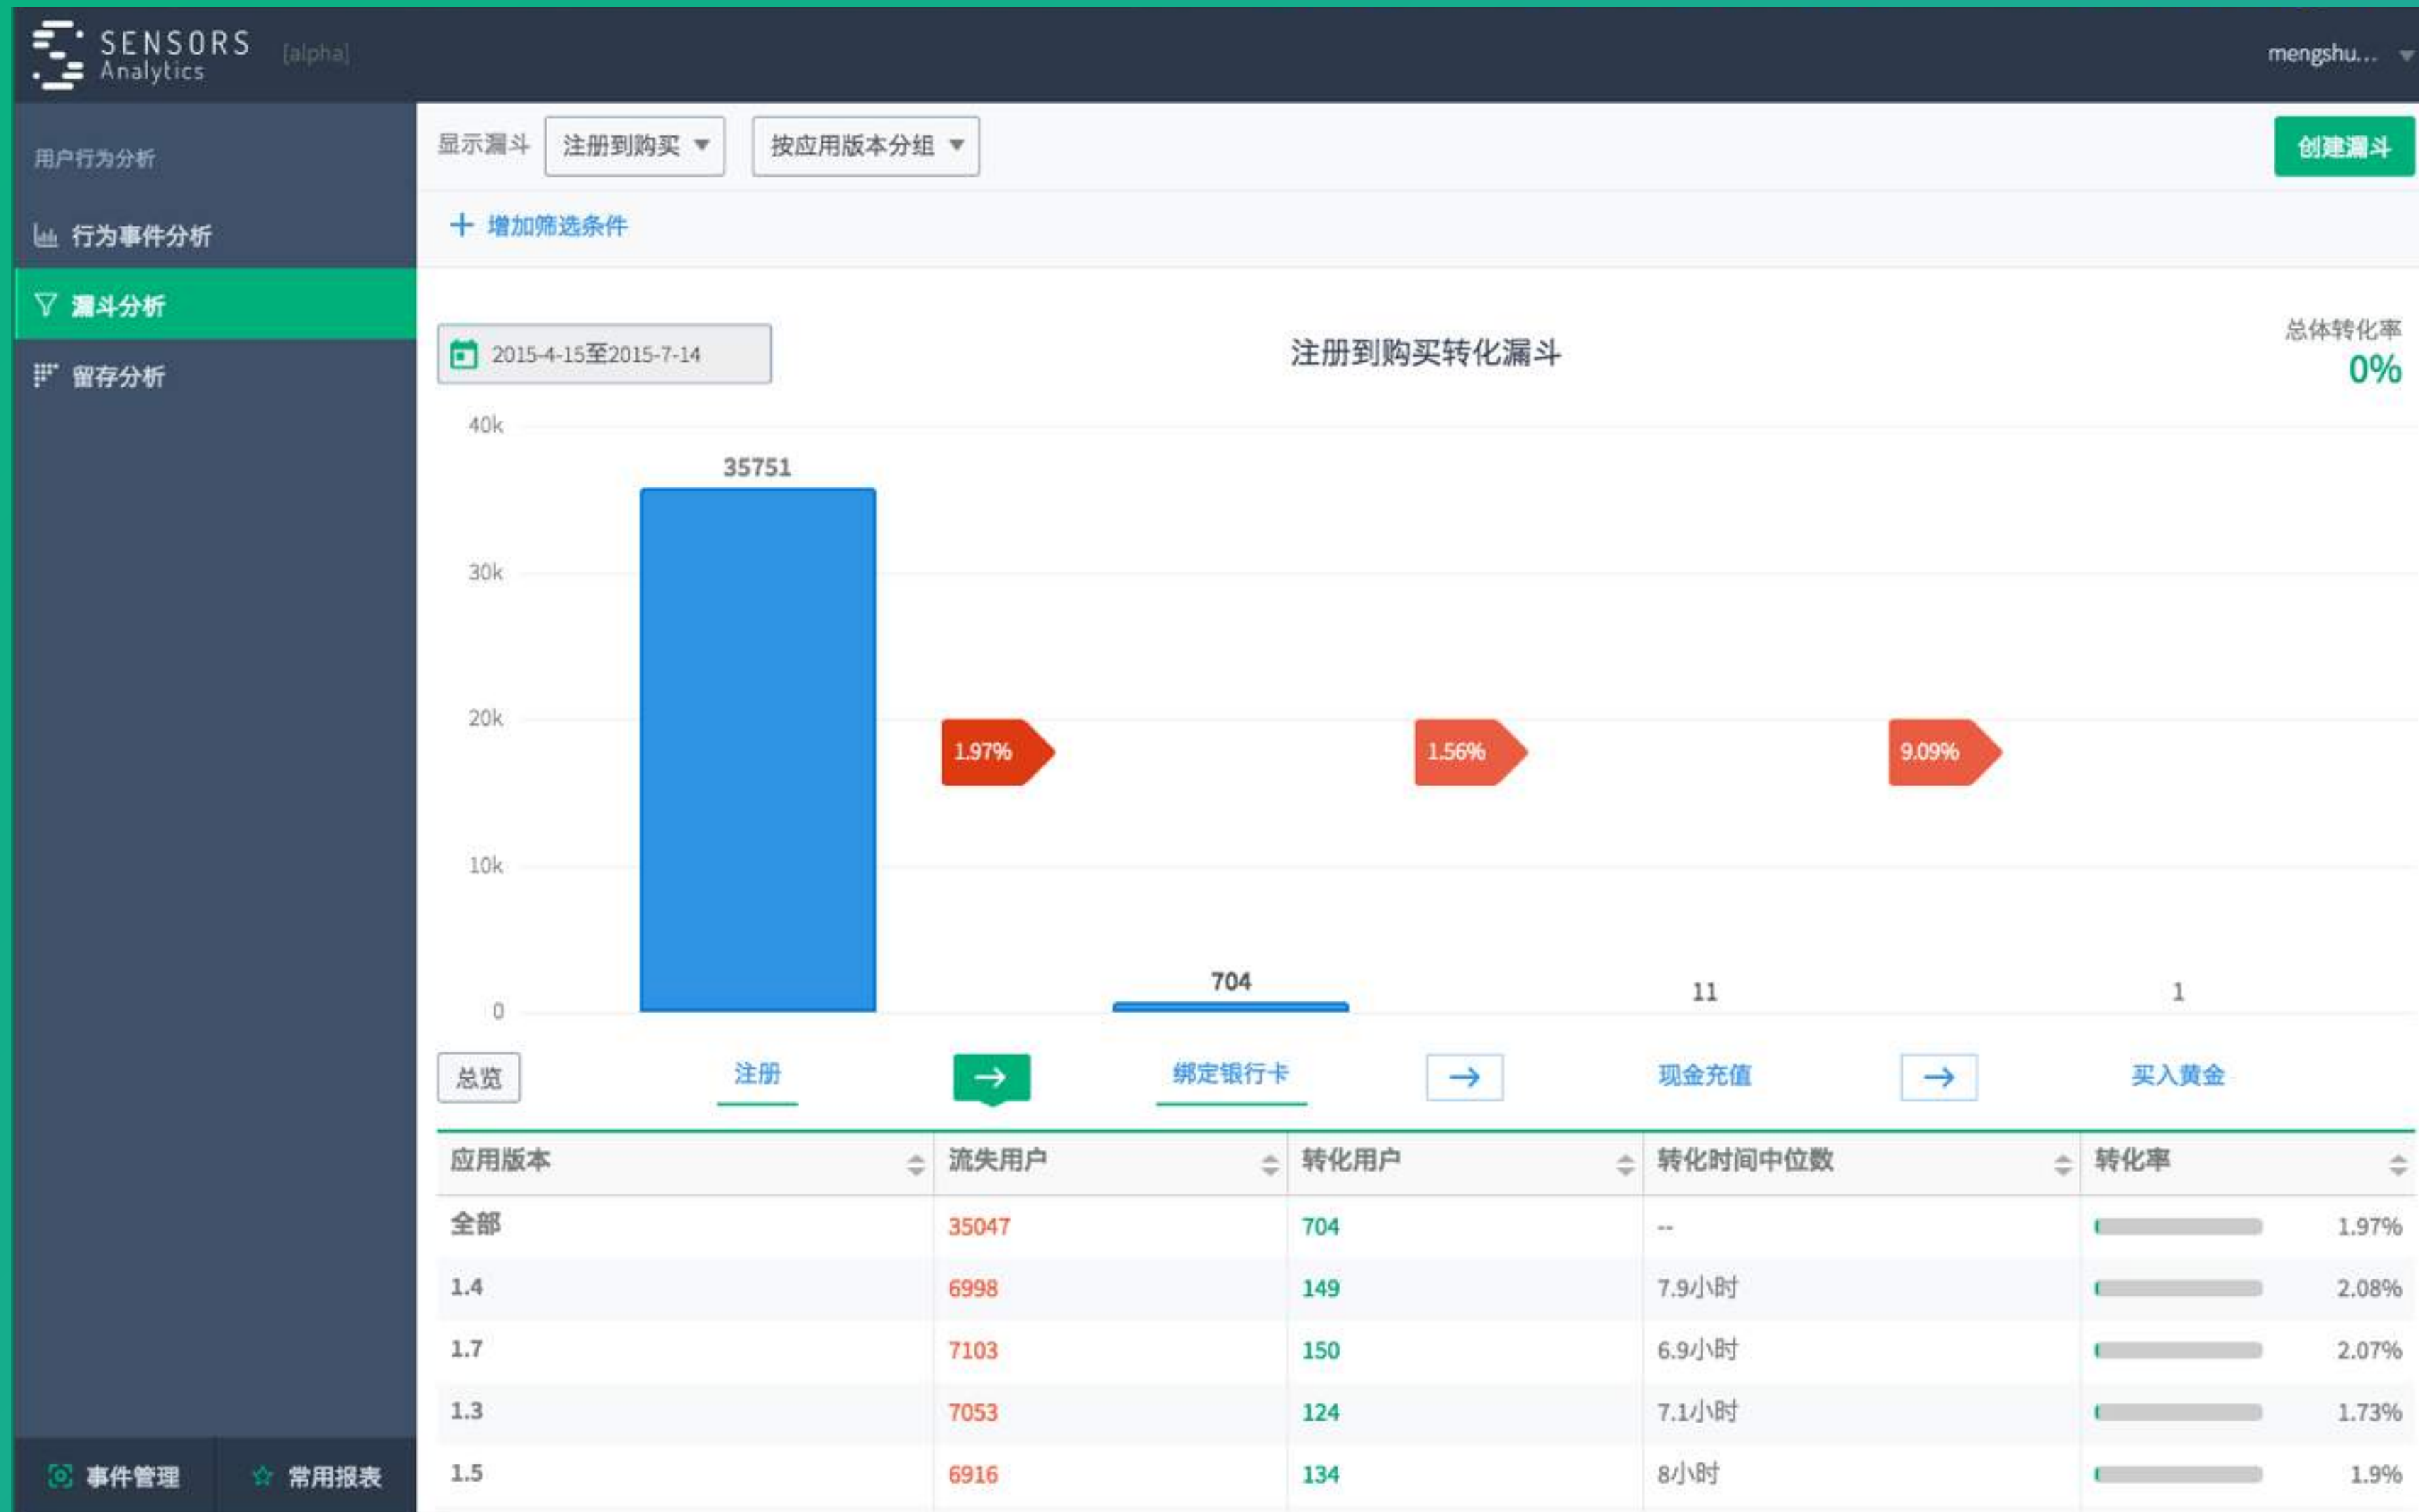 SENSORS
Analytics
[alpha]
mengshu...
用户行为分析
行为事件分析
漏斗分析
留存分析
事件管理
常用报表
显示漏斗 注册到购买 按应用版本分组 创建漏斗
+ 增加筛选条件
2015-4-15至2015-7-14
注册到购买转化漏斗
总体转化率
0%
40k
35751
30k
20k
1.97% 1.56% 9.09%
10k
704 11 1
0
总览 注册 → 绑定银行卡 → 现金充值 → 买入黄金
应用版本 流失用户 转化用户 转化时间中位数 转化率
全部 35047 704 -- 1.97%
1.4 6998 149 7.9小时 2.08%
1.7 7103 150 6.9小时 2.07%
1.3 7053 124 7.1小时 1.73%
1.5 6916 134 8小时 1.9%